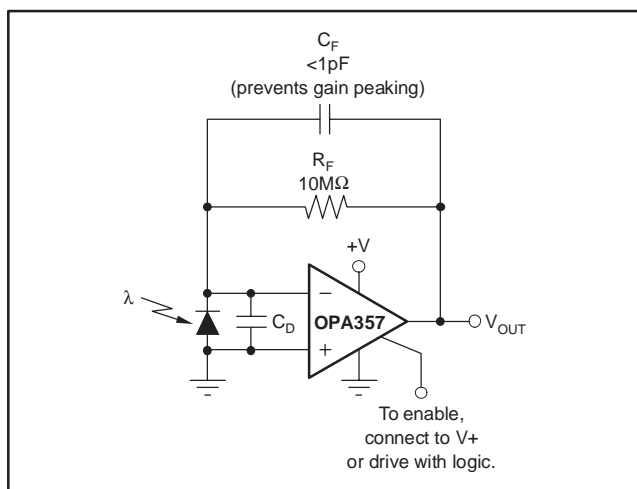 C_F
<1pF
(prevents gain peaking)
R_F
10MΩ
+V
λ
−
C_D
OPA357
+
V_OUT
To enable,
connect to V+
or drive with logic.